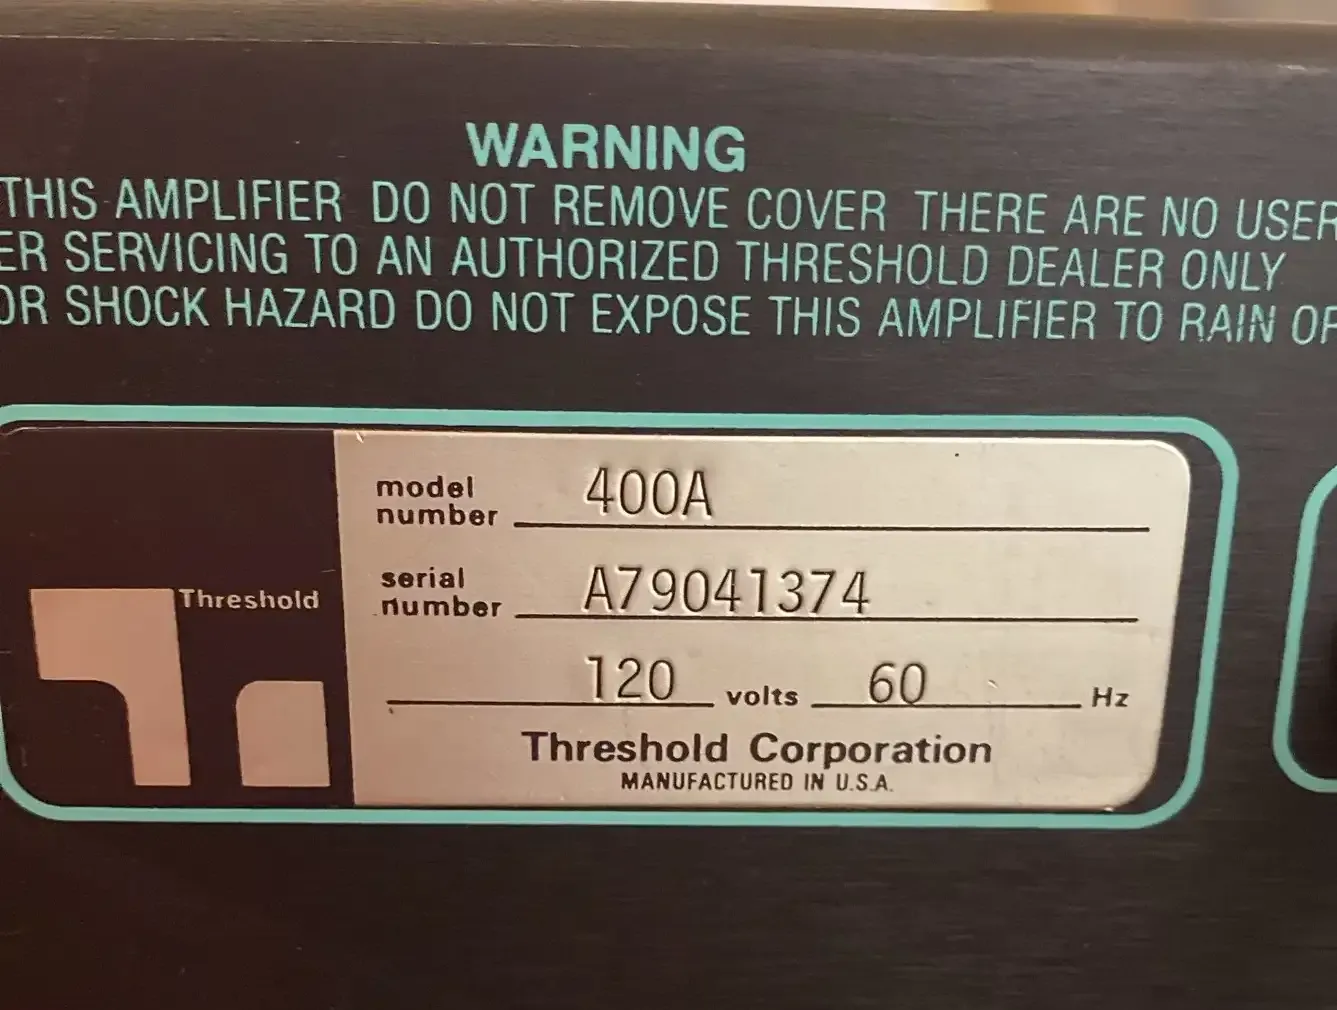 WARNING
THIS AMPLIFIER DO NOT REMOVE COVER THERE ARE NO USER
ER SERVICING TO AN AUTHORIZED THRESHOLD DEALER ONLY
OR SHOCK HAZARD DO NOT EXPOSE THIS AMPLIFIER TO RAIN OR
Threshold
model
number 400A
serial
number A79041374
120 volts 60 Hz
Threshold Corporation
MANUFACTURED IN U.S.A.